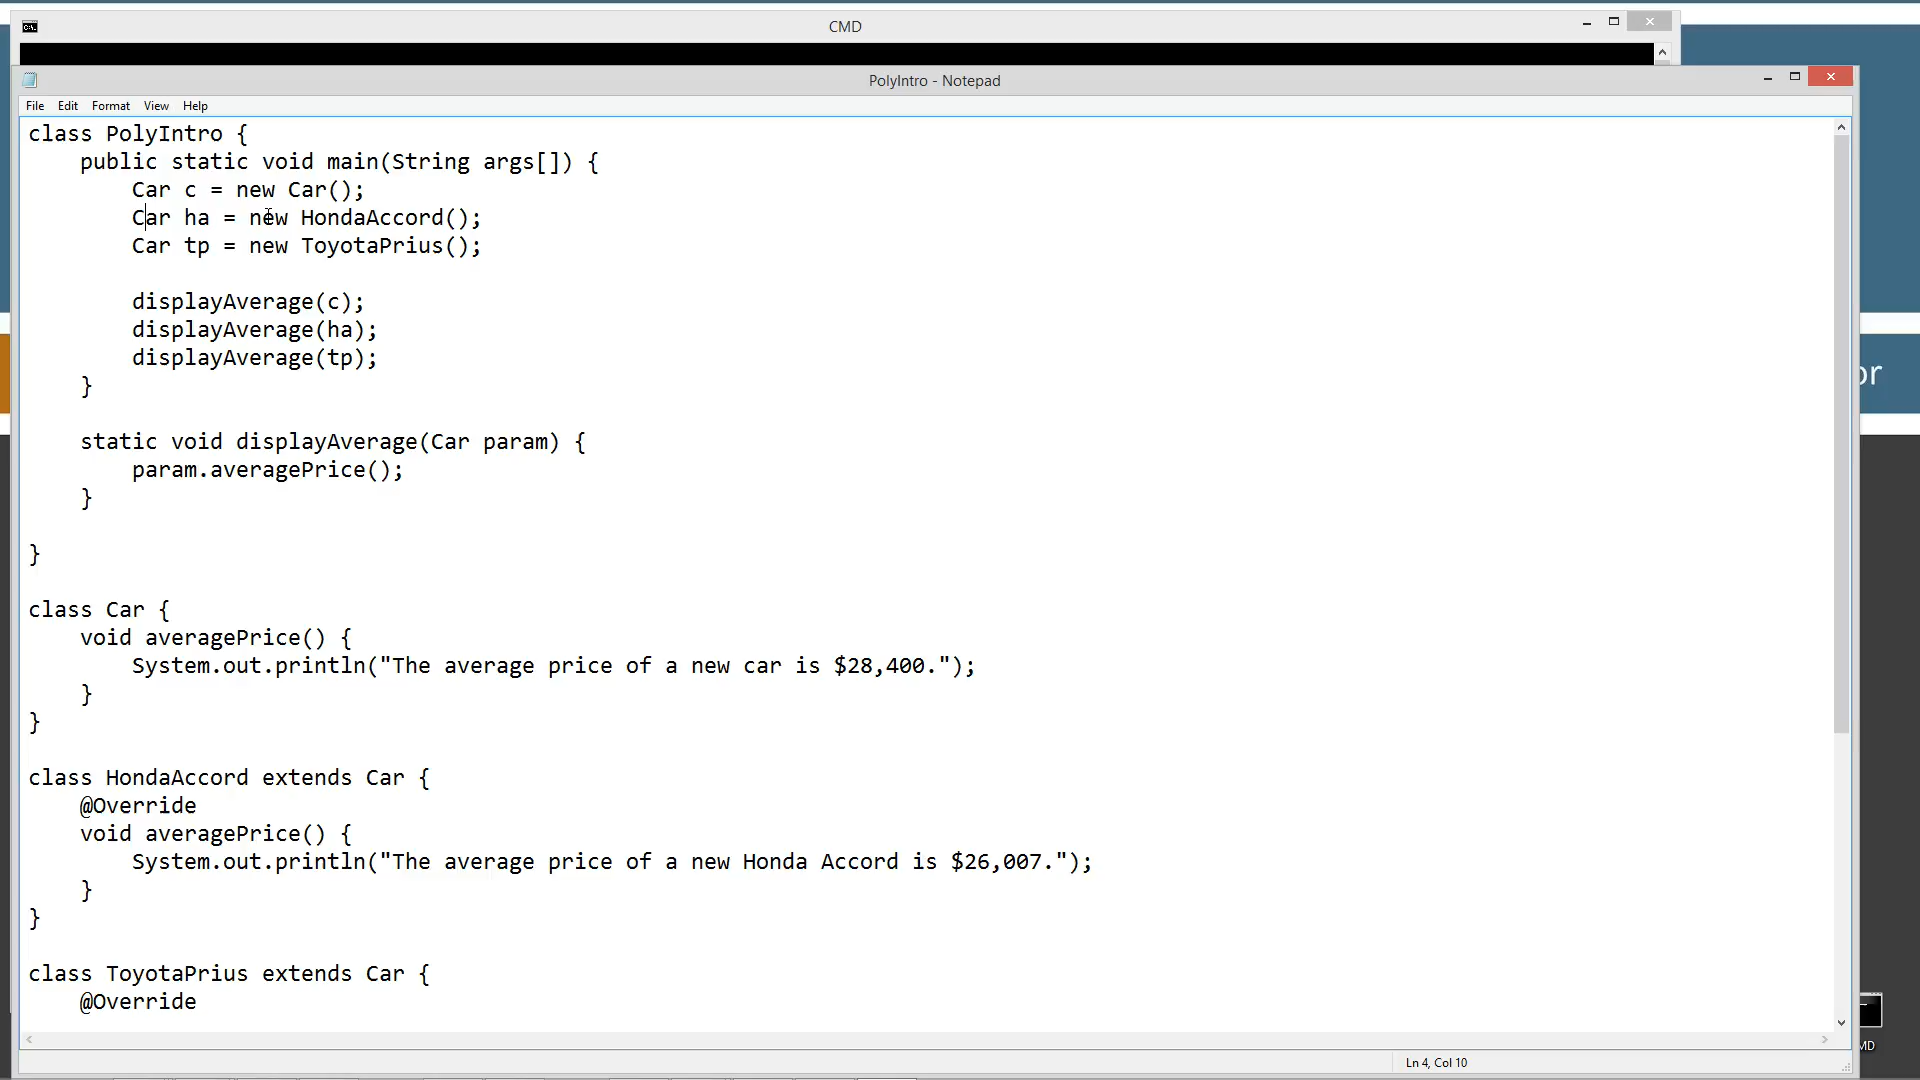 CMD
PolyIntro - Notepad
File Edit Format View Help
class PolyIntro {
    public static void main(String args[]) {
        Car c = new Car();
        Car ha = new HondaAccord();
        Car tp = new ToyotaPrius();

        displayAverage(c);
        displayAverage(ha);
        displayAverage(tp);
    }

    static void displayAverage(Car param) {
        param.averagePrice();
    }

}

class Car {
    void averagePrice() {
        System.out.println("The average price of a new car is $28,400.");
    }
}

class HondaAccord extends Car {
    @Override
    void averagePrice() {
        System.out.println("The average price of a new Honda Accord is $26,007.");
    }
}

class ToyotaPrius extends Car {
    @Override
Ln 4, Col 10